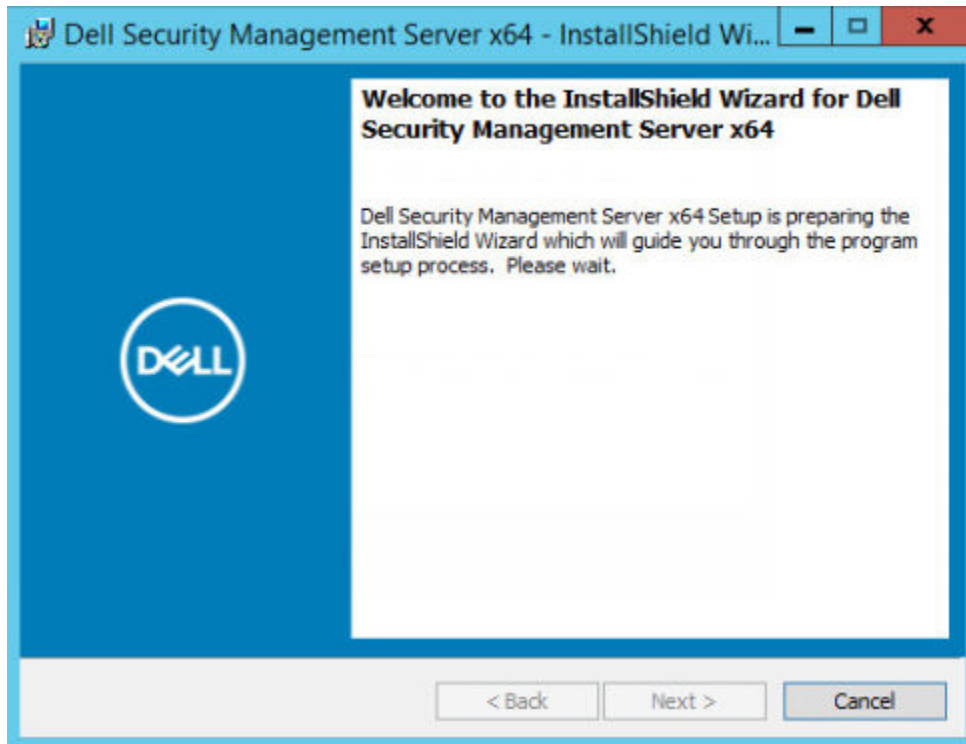 Dell Security Management Server x64 - InstallShield Wi...
Welcome to the InstallShield Wizard for Dell
Security Management Server x64
Dell Security Management Server x64 Setup is preparing the
InstallShield Wizard which will guide you through the program
setup process.  Please wait.
DELL
< Back
Next >
Cancel